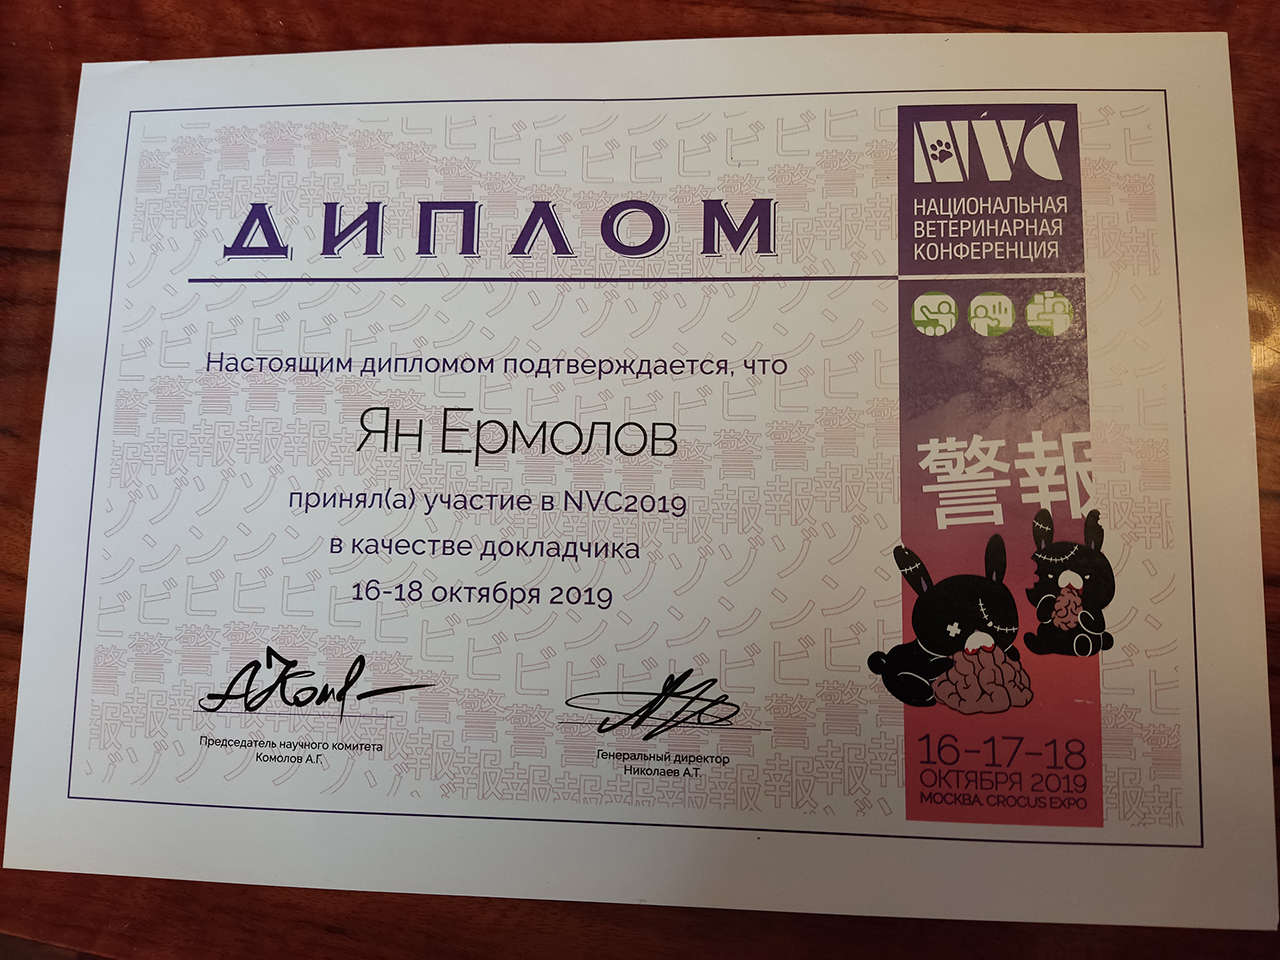 ДИПЛОМ
Настоящим дипломом подтверждается, что
Ян Ермолов
принял(а) участие в NVC2019
в качестве докладчика
16-18 октября 2019
Председатель научного комитета
Комолов А.Г.
Генеральный директор
Николаев А.Т.
NVC
НАЦИОНАЛЬНАЯ
ВЕТЕРИНАРНАЯ
КОНФЕРЕНЦИЯ
警報
16-17-18
ОКТЯБРЯ 2019
МОСКВА. CROCUS EXPO